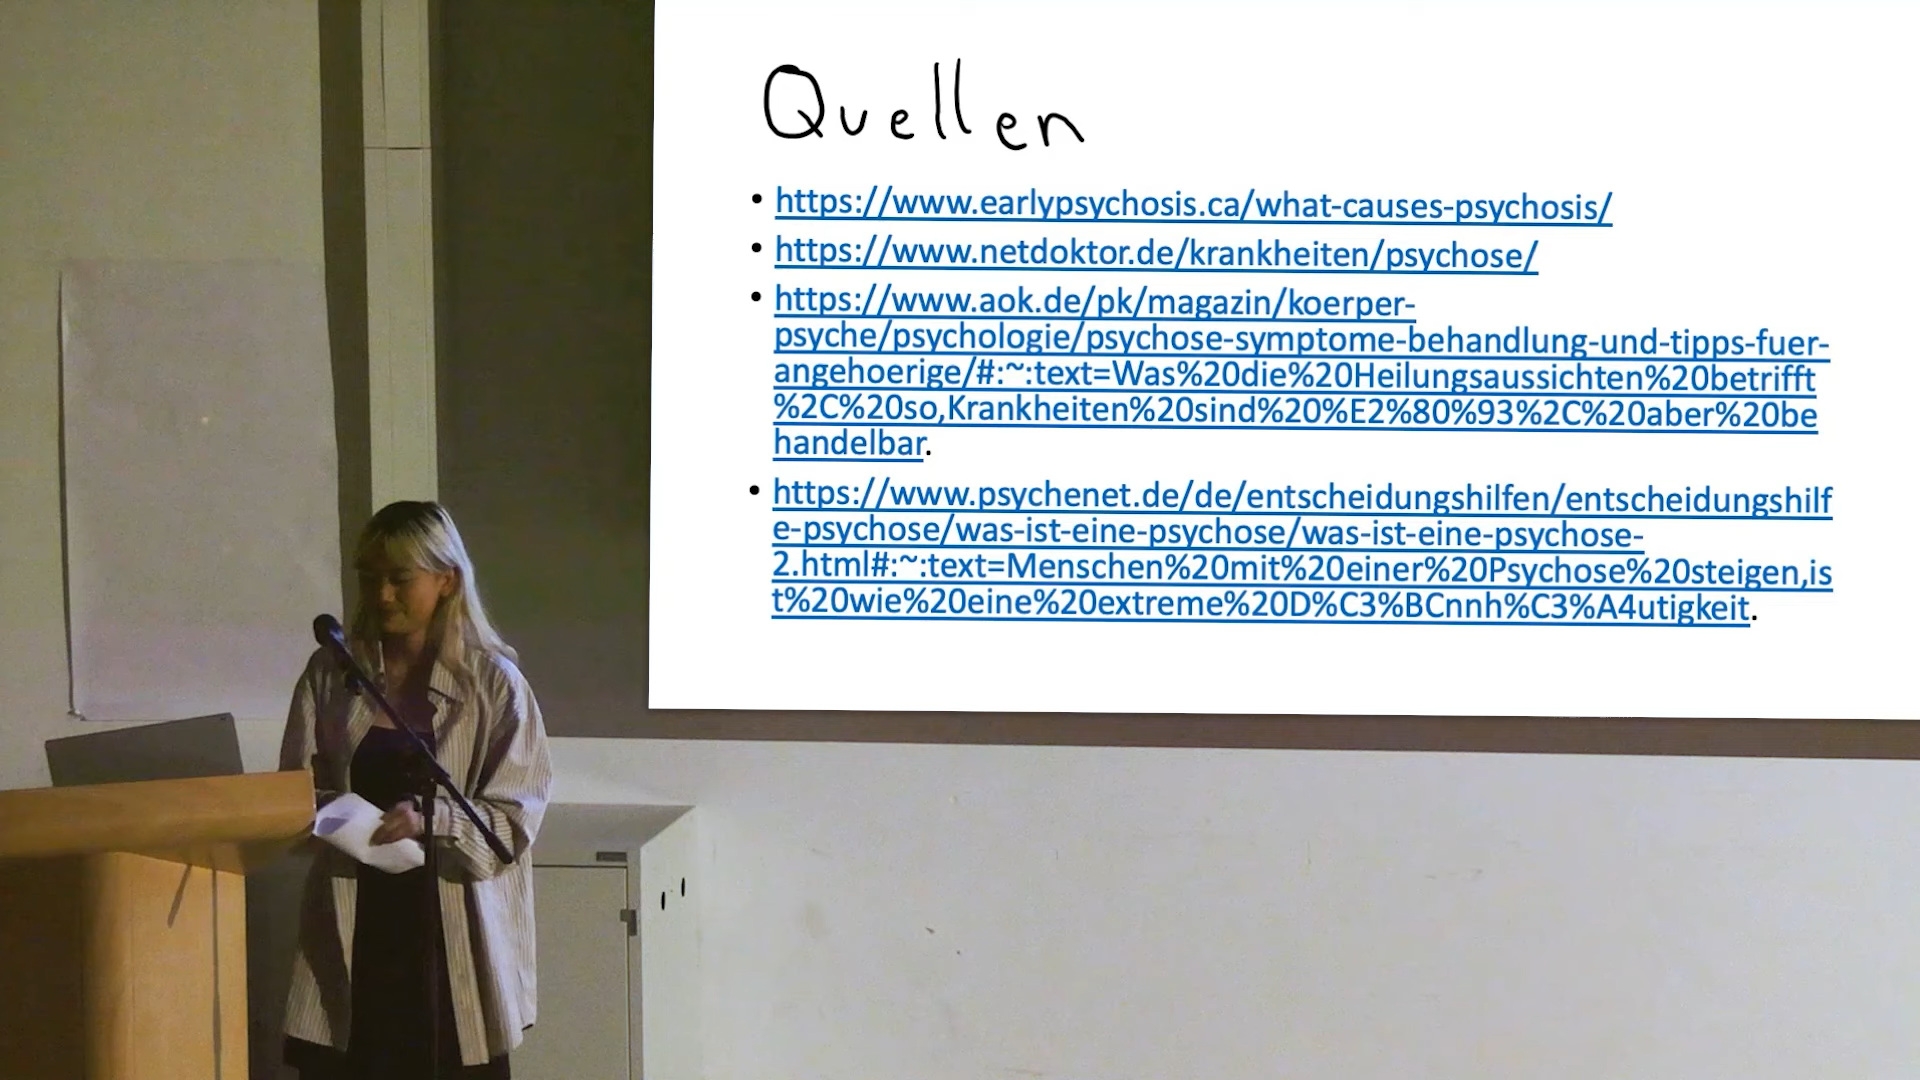 Quellen
• https://www.earlypsychosis.ca/what-causes-psychosis/
• https://www.netdoktor.de/krankheiten/psychose/
• https://www.aok.de/pk/magazin/koerper-
psyche/psychologie/psychose-symptome-behandlung-und-tipps-fuer-
angehoerige/#:~:text=Was%20die%20Heilungsaussichten%20betrifft
%2C%20so,Krankheiten%20sind%20%E2%80%93%2C%20aber%20be
handelbar.
• https://www.psychenet.de/de/entscheidungshilfen/entscheidungshilf
e-psychose/was-ist-eine-psychose/was-ist-eine-psychose-
2.html#:~:text=Menschen%20mit%20einer%20Psychose%20steigen,is
t%20wie%20eine%20extreme%20D%C3%BCnnh%C3%A4utigkeit.